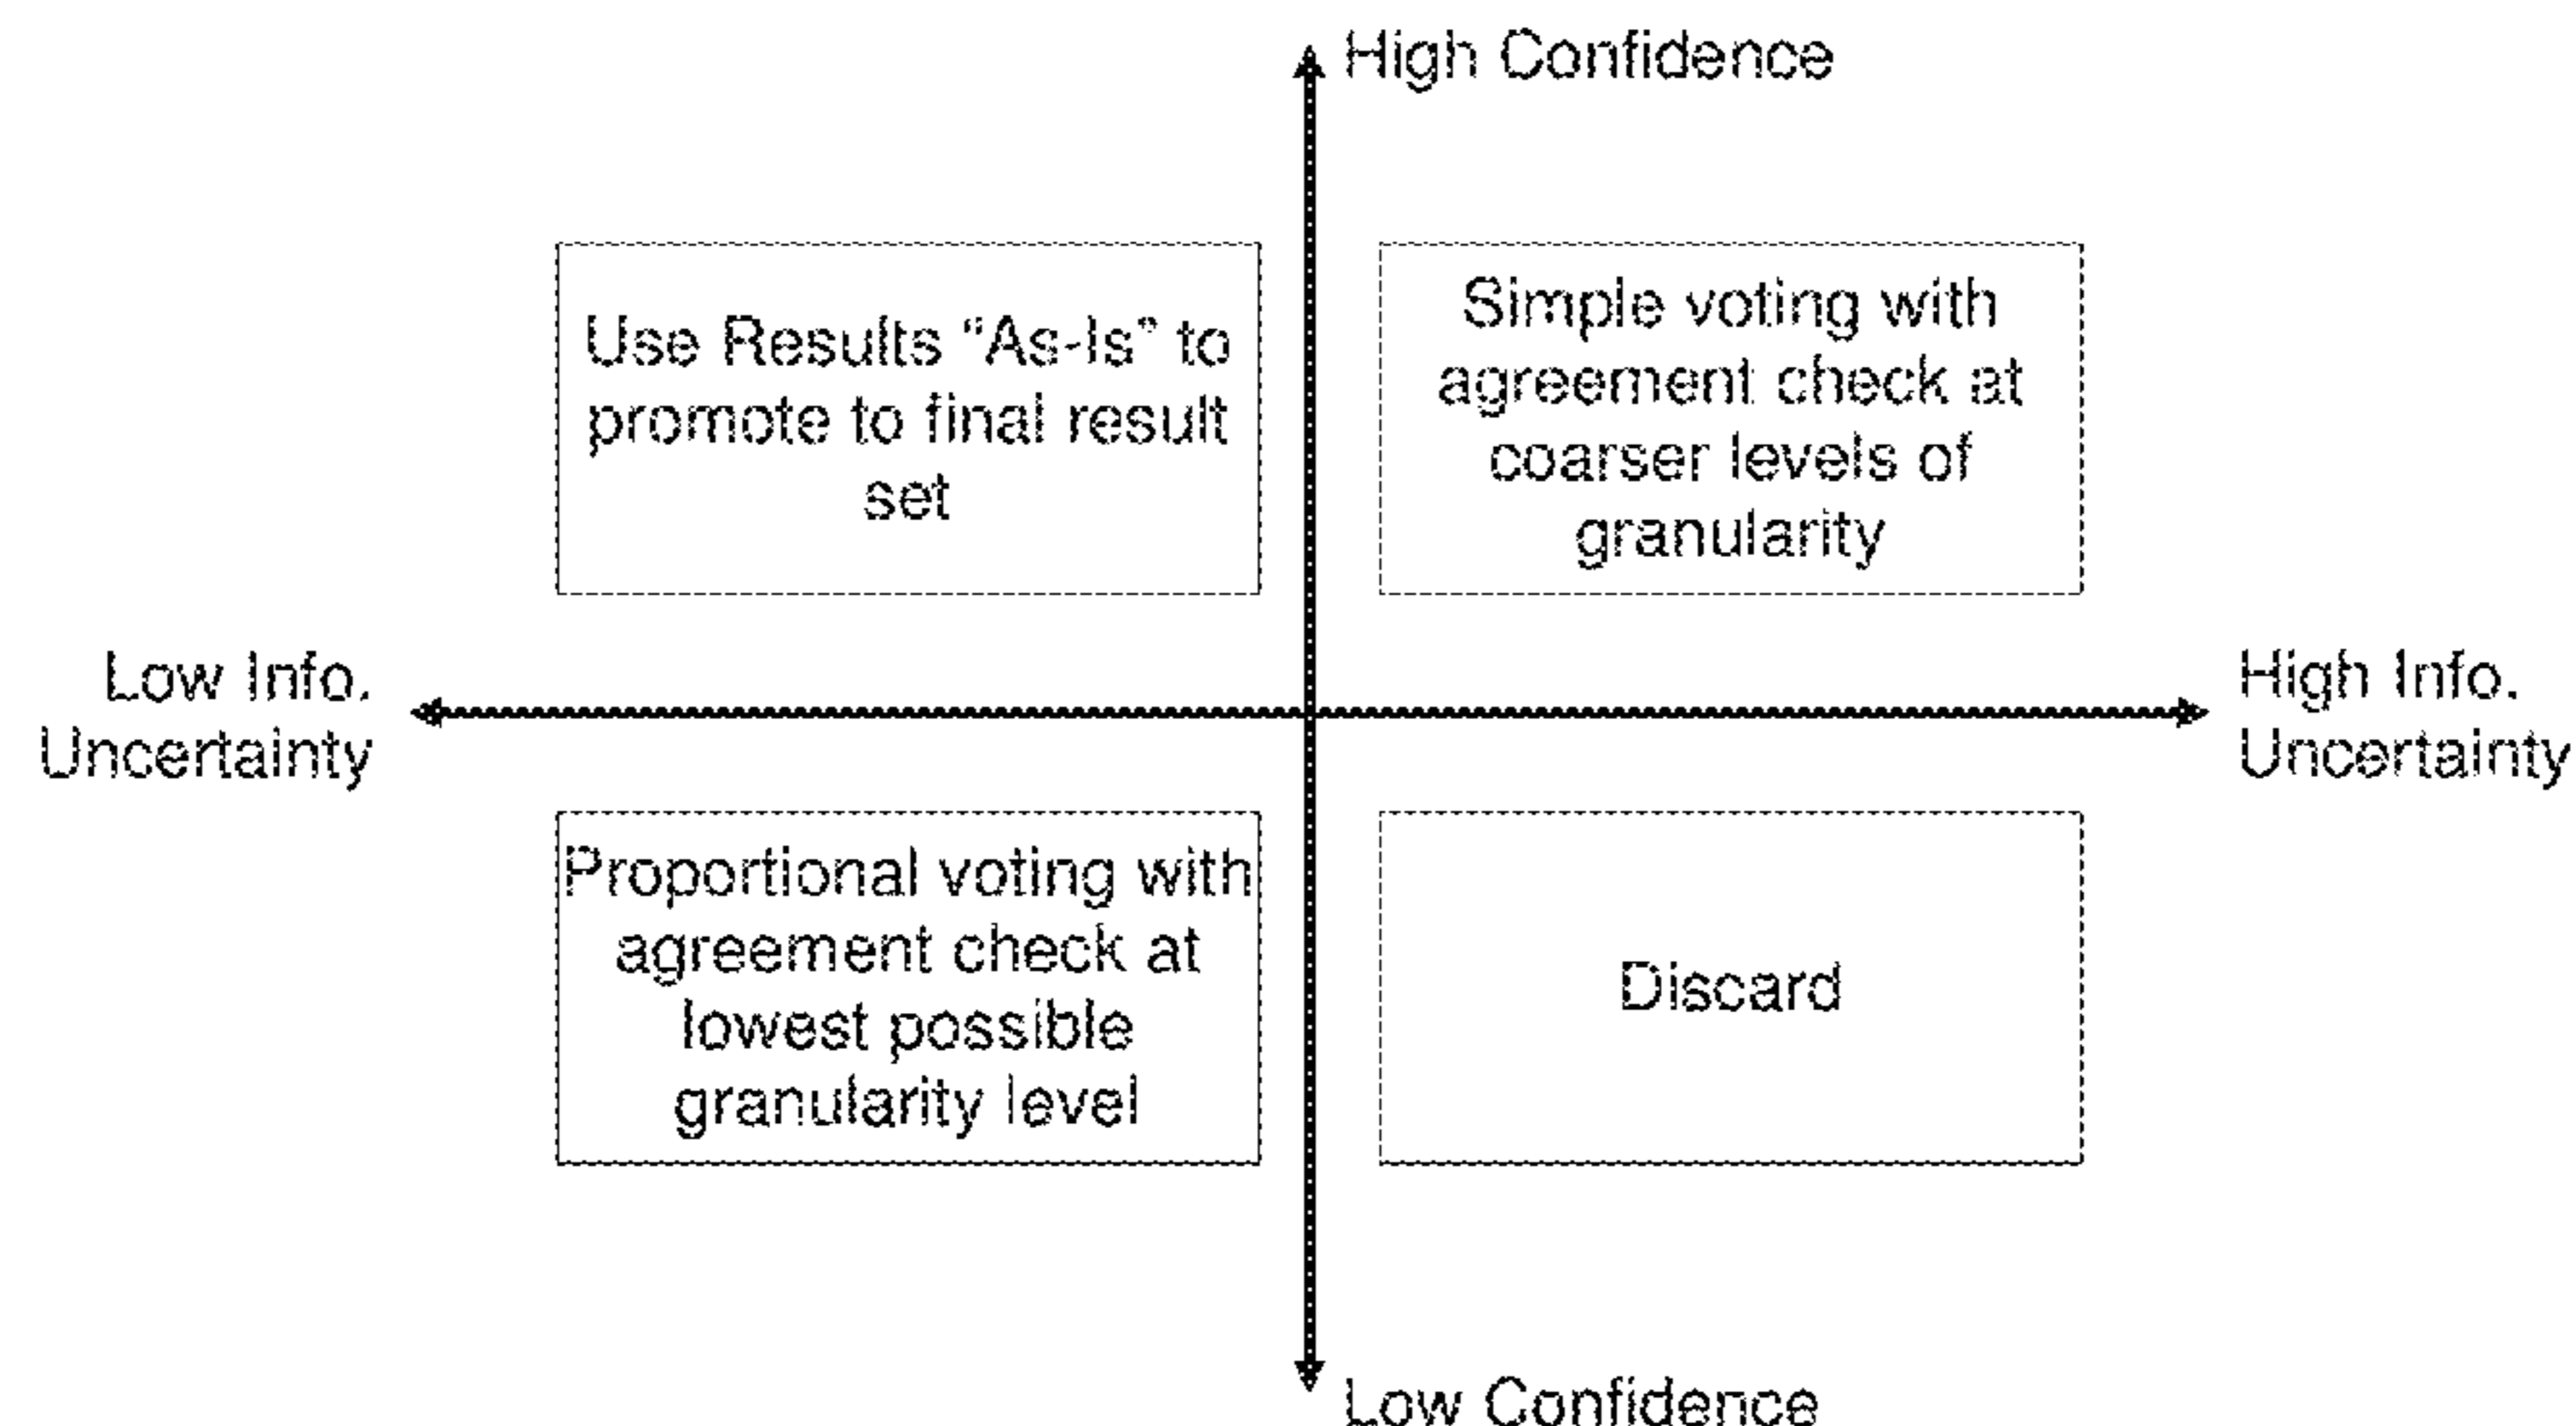 High Confidence
Use Results “As-Is” to
promote to final result
set
Simple voting with
agreement check at
coarser levels of
granularity
Low Info.
Uncertainty
High Info.
Uncertainty
Proportional voting with
agreement check at
lowest possible
granularity level
Discard
Low Confidence